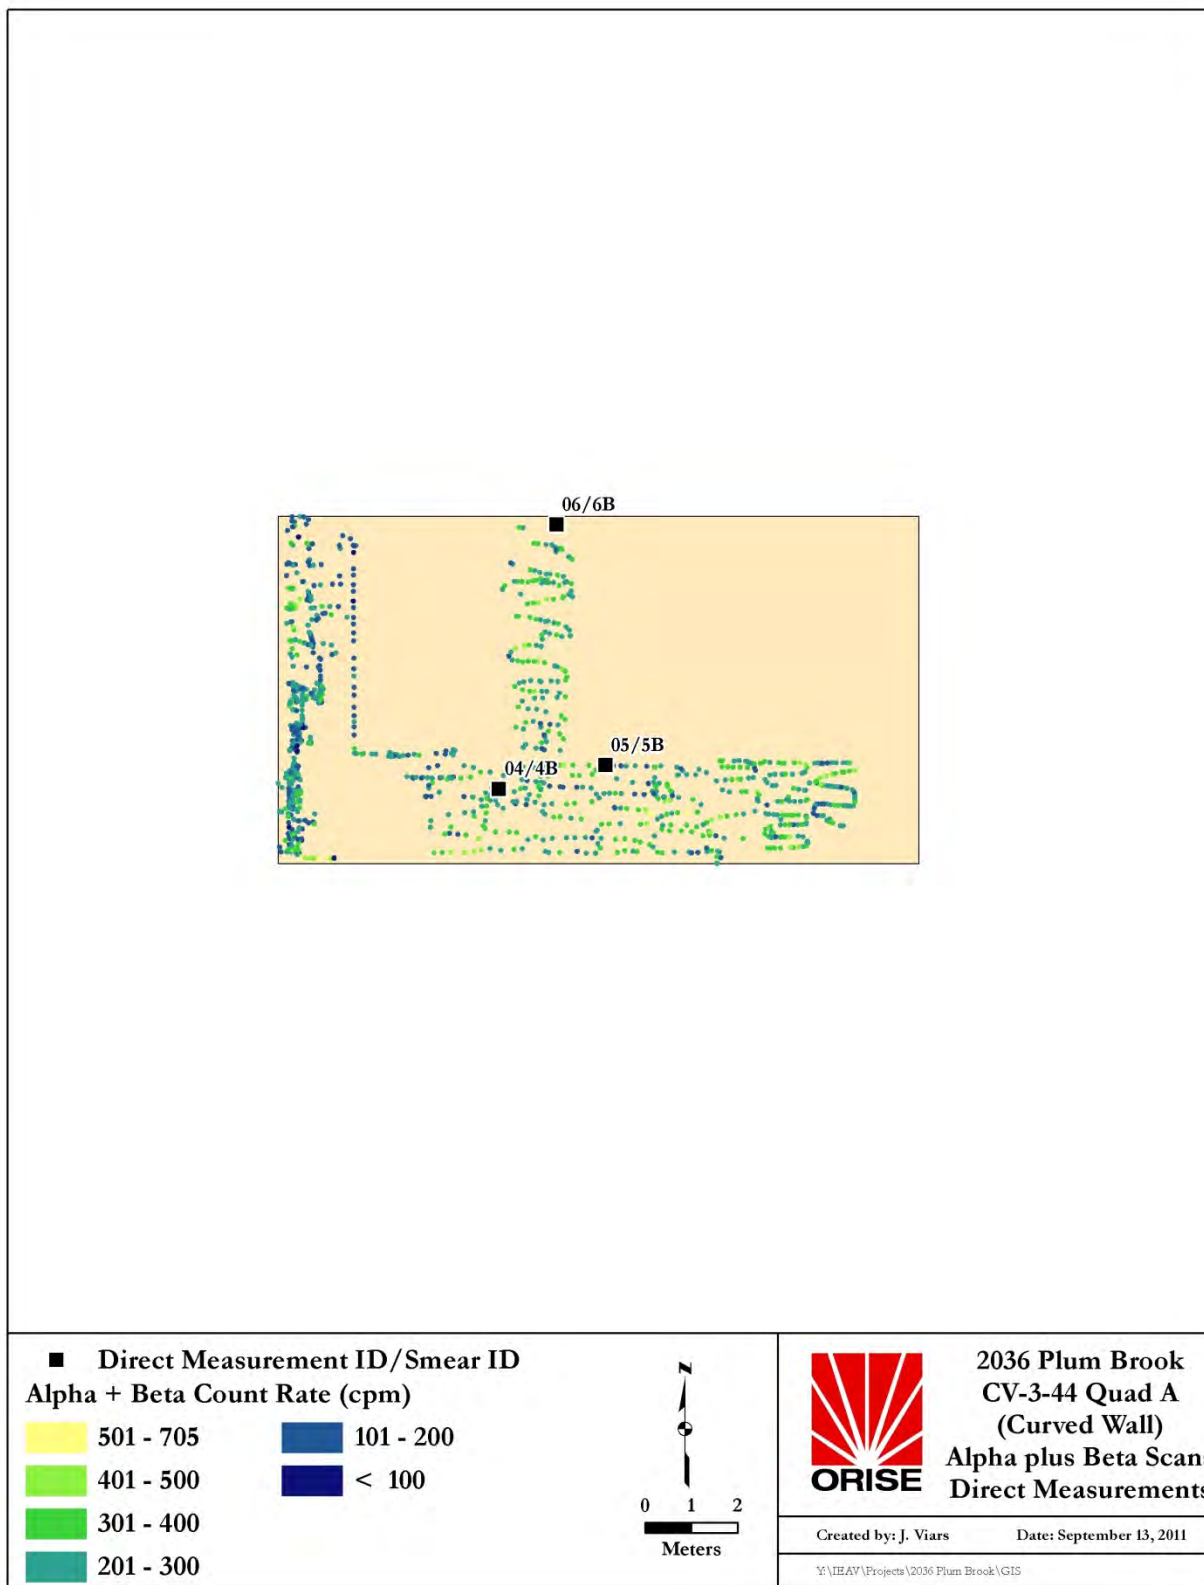 06/6B
05/5B
04/4B
Direct Measurement ID/Smear ID
Alpha + Beta Count Rate (cpm)
501 - 705
401 - 500
301 - 400
201 - 300
101 - 200
< 100
N
0 1 2
Meters
ORISE
2036 Plum Brook
CV-3-44 Quad A
(Curved Wall)
Alpha plus Beta Scan
Direct Measurements
Created by: J. Viars Date: September 13, 2011
Y:\IEAV\Projects\2036 Plum Brook\GIS